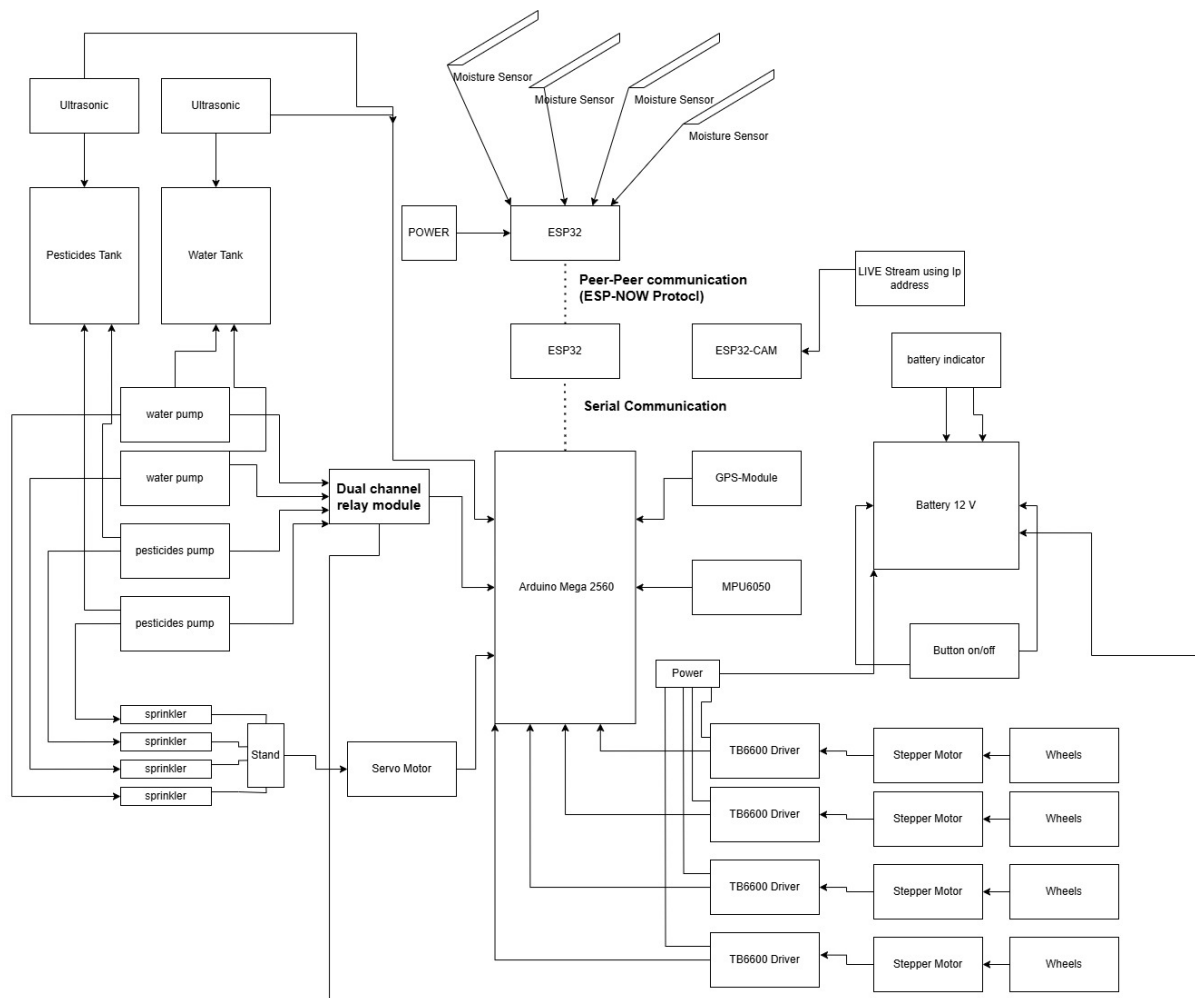 Moisture Sensor
Moisture Sensor
Moisture Sensor
Moisture Sensor
Ultrasonic
Ultrasonic
Pesticides Tank
Water Tank
POWER
ESP32
Peer-Peer communication
(ESP-NOW Protocl)
LIVE Stream using Ip
address
ESP32
ESP32-CAM
battery indicator
Serial Communication
water pump
water pump
pesticides pump
pesticides pump
Dual channel
relay module
GPS-Module
Battery 12 V
Arduino Mega 2560
MPU6050
Button on/off
Power
sprinkler
sprinkler
sprinkler
sprinkler
Stand
Servo Motor
TB6600 Driver
Stepper Motor
Wheels
TB6600 Driver
Stepper Motor
Wheels
TB6600 Driver
Stepper Motor
Wheels
TB6600 Driver
Stepper Motor
Wheels